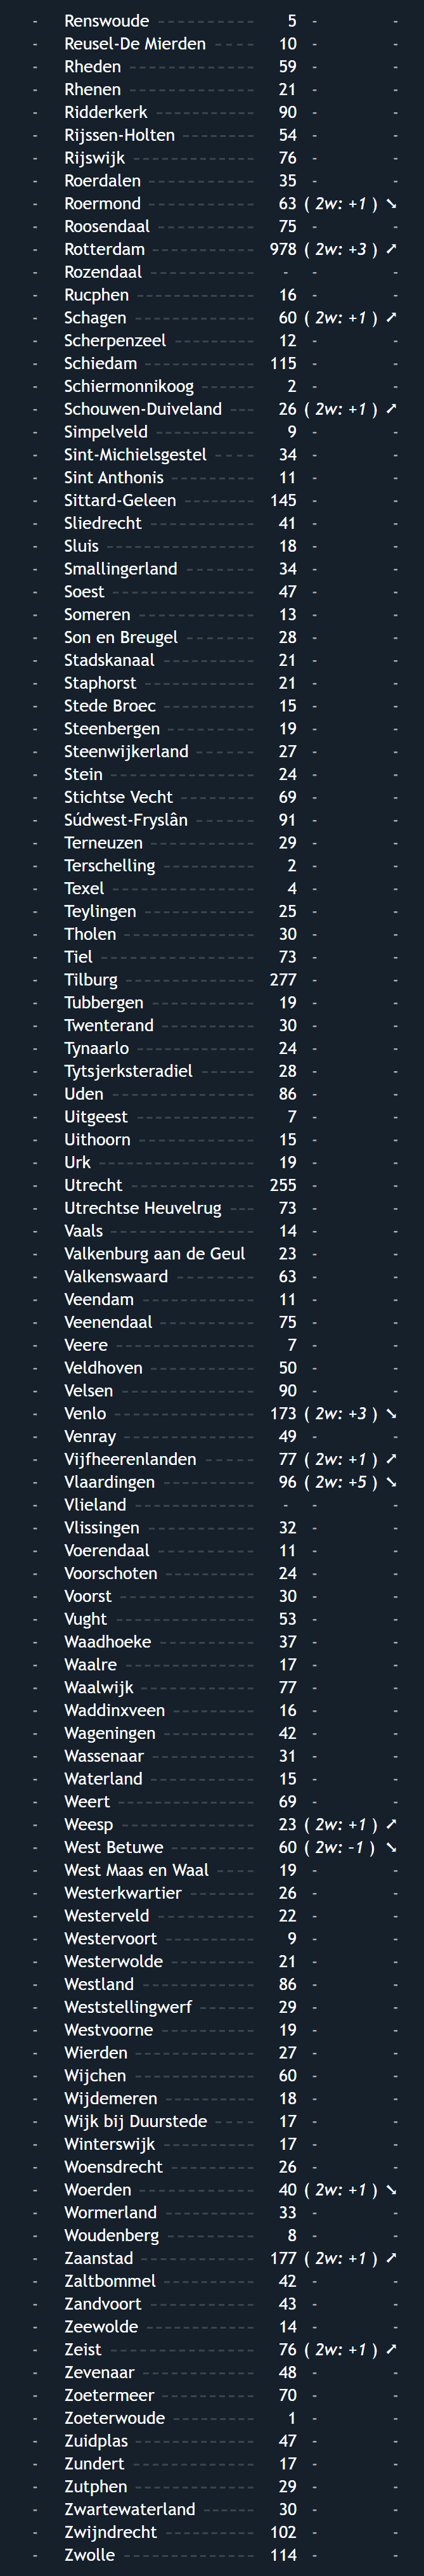 - Renswoude ---------- 5 - -
- Reusel-De Mierden ---- 10 - -
- Rheden ------------- 59 - -
- Rhenen ------------- 21 - -
- Ridderkerk ---------- 90 - -
- Rijssen-Holten -------- 54 - -
- Rijswijk ------------- 76 - -
- Roerdalen ----------- 35 - -
- Roermond ----------- 63 ( 2w: +1 ) ➘
- Roosendaal ---------- 75 - -
- Rotterdam ----------- 978 ( 2w: +3 ) ➚
- Rozendaal ----------- - - -
- Rucphen ------------ 16 - -
- Schagen ------------ 60 ( 2w: +1 ) ➚
- Scherpenzeel -------- 12 - -
- Schiedam ------------ 115 - -
- Schiermonnikoog ------ 2 - -
- Schouwen-Duiveland --- 26 ( 2w: +1 ) ➚
- Simpelveld ---------- 9 - -
- Sint-Michielsgestel ---- 34 - -
- Sint Anthonis --------- 11 - -
- Sittard-Geleen ------- 145 - -
- Sliedrecht ----------- 41 - -
- Sluis --------------- 18 - -
- Smallingerland ------- 34 - -
- Soest --------------- 47 - -
- Someren ------------ 13 - -
- Son en Breugel ------- 28 - -
- Stadskanaal --------- 21 - -
- Staphorst ----------- 21 - -
- Stede Broec --------- 15 - -
- Steenbergen --------- 19 - -
- Steenwijkerland ------ 27 - -
- Stein --------------- 24 - -
- Stichtse Vecht -------- 69 - -
- Súdwest-Fryslân ------ 91 - -
- Terneuzen ----------- 29 - -
- Terschelling ---------- 2 - -
- Texel --------------- 4 - -
- Teylingen ----------- 25 - -
- Tholen -------------- 30 - -
- Tiel ---------------- 73 - -
- Tilburg -------------- 277 - -
- Tubbergen ---------- 19 - -
- Twenterand --------- 30 - -
- Tynaarlo ------------ 24 - -
- Tytsjerksteradiel ------ 28 - -
- Uden --------------- 86 - -
- Uitgeest ------------ 7 - -
- Uithoorn ------------ 15 - -
- Urk ---------------- 19 - -
- Utrecht ------------- 255 - -
- Utrechtse Heuvelrug --- 73 - -
- Vaals --------------- 14 - -
- Valkenburg aan de Geul 23 - -
- Valkenswaard -------- 63 - -
- Veendam ------------ 11 - -
- Veenendaal ---------- 75 - -
- Veere -------------- 7 - -
- Veldhoven ----------- 50 - -
- Velsen -------------- 90 - -
- Venlo --------------- 173 ( 2w: +3 ) ➘
- Venray ------------- 49 - -
- Vijfheerenlanden ----- 77 ( 2w: +1 ) ➚
- Vlaardingen ---------- 96 ( 2w: +5 ) ➘
- Vlieland ------------- - - -
- Vlissingen ----------- 32 - -
- Voerendaal ---------- 11 - -
- Voorschoten --------- 24 - -
- Voorst -------------- 30 - -
- Vught -------------- 53 - -
- Waadhoeke ---------- 37 - -
- Waalre -------------- 17 - -
- Waalwijk ------------ 77 - -
- Waddinxveen --------- 16 - -
- Wageningen ---------- 42 - -
- Wassenaar ----------- 31 - -
- Waterland ----------- 15 - -
- Weert -------------- 69 - -
- Weesp -------------- 23 ( 2w: +1 ) ➚
- West Betuwe --------- 60 ( 2w: -1 ) ➘
- West Maas en Waal ---- 19 - -
- Westerkwartier ------- 26 - -
- Westerveld ---------- 22 - -
- Westervoort --------- 9 - -
- Westerwolde --------- 21 - -
- Westland ------------ 86 - -
- Weststellingwerf ------ 29 - -
- Westvoorne ---------- 19 - -
- Wierden ------------- 27 - -
- Wijchen ------------- 60 - -
- Wijdemeren ---------- 18 - -
- Wijk bij Duurstede ---- 17 - -
- Winterswijk ---------- 17 - -
- Woensdrecht --------- 26 - -
- Woerden ------------ 40 ( 2w: +1 ) ➘
- Wormerland --------- 33 - -
- Woudenberg --------- 8 - -
- Zaanstad ------------ 177 ( 2w: +1 ) ➚
- Zaltbommel ---------- 42 - -
- Zandvoort ----------- 43 - -
- Zeewolde ------------ 14 - -
- Zeist --------------- 76 ( 2w: +1 ) ➚
- Zevenaar ------------ 48 - -
- Zoetermeer ---------- 70 - -
- Zoeterwoude --------- 1 - -
- Zuidplas ------------ 47 - -
- Zundert ------------- 17 - -
- Zutphen ------------ 29 - -
- Zwartewaterland ------ 30 - -
- Zwijndrecht ---------- 102 - -
- Zwolle -------------- 114 - -